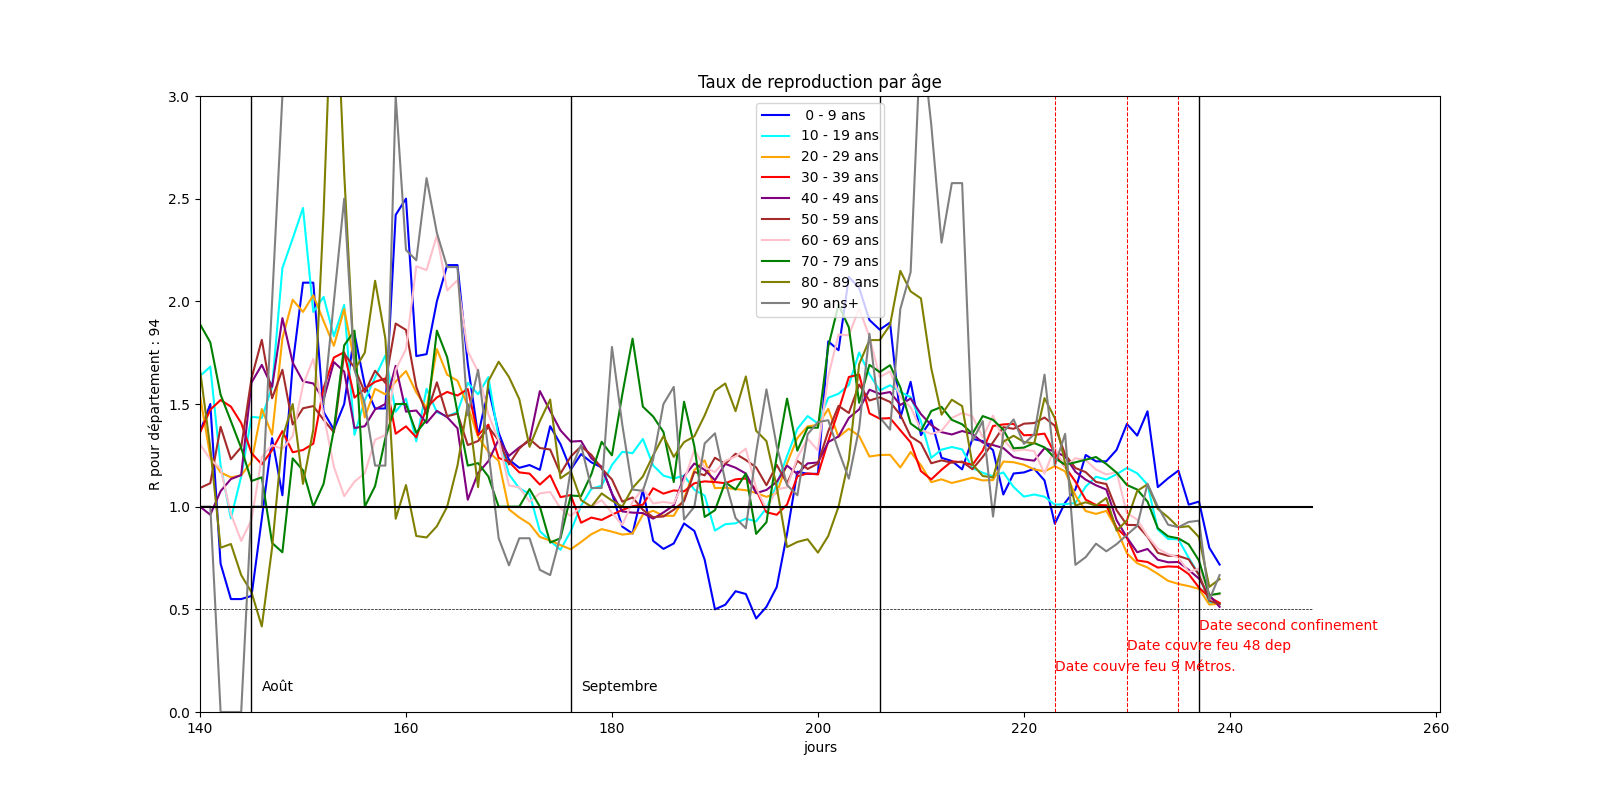 Taux de reproduction par âge
R pour département : 94
3.0
2.5
2.0
1.5
1.0
0.5
0.0
0 - 9 ans
10 - 19 ans
20 - 29 ans
30 - 39 ans
40 - 49 ans
50 - 59 ans
60 - 69 ans
70 - 79 ans
80 - 89 ans
90 ans+
Date second confinement
Date couvre feu 48 dep
Date couvre feu 9 Métros.
Août
Septembre
140
160
180
200
220
240
260
jours